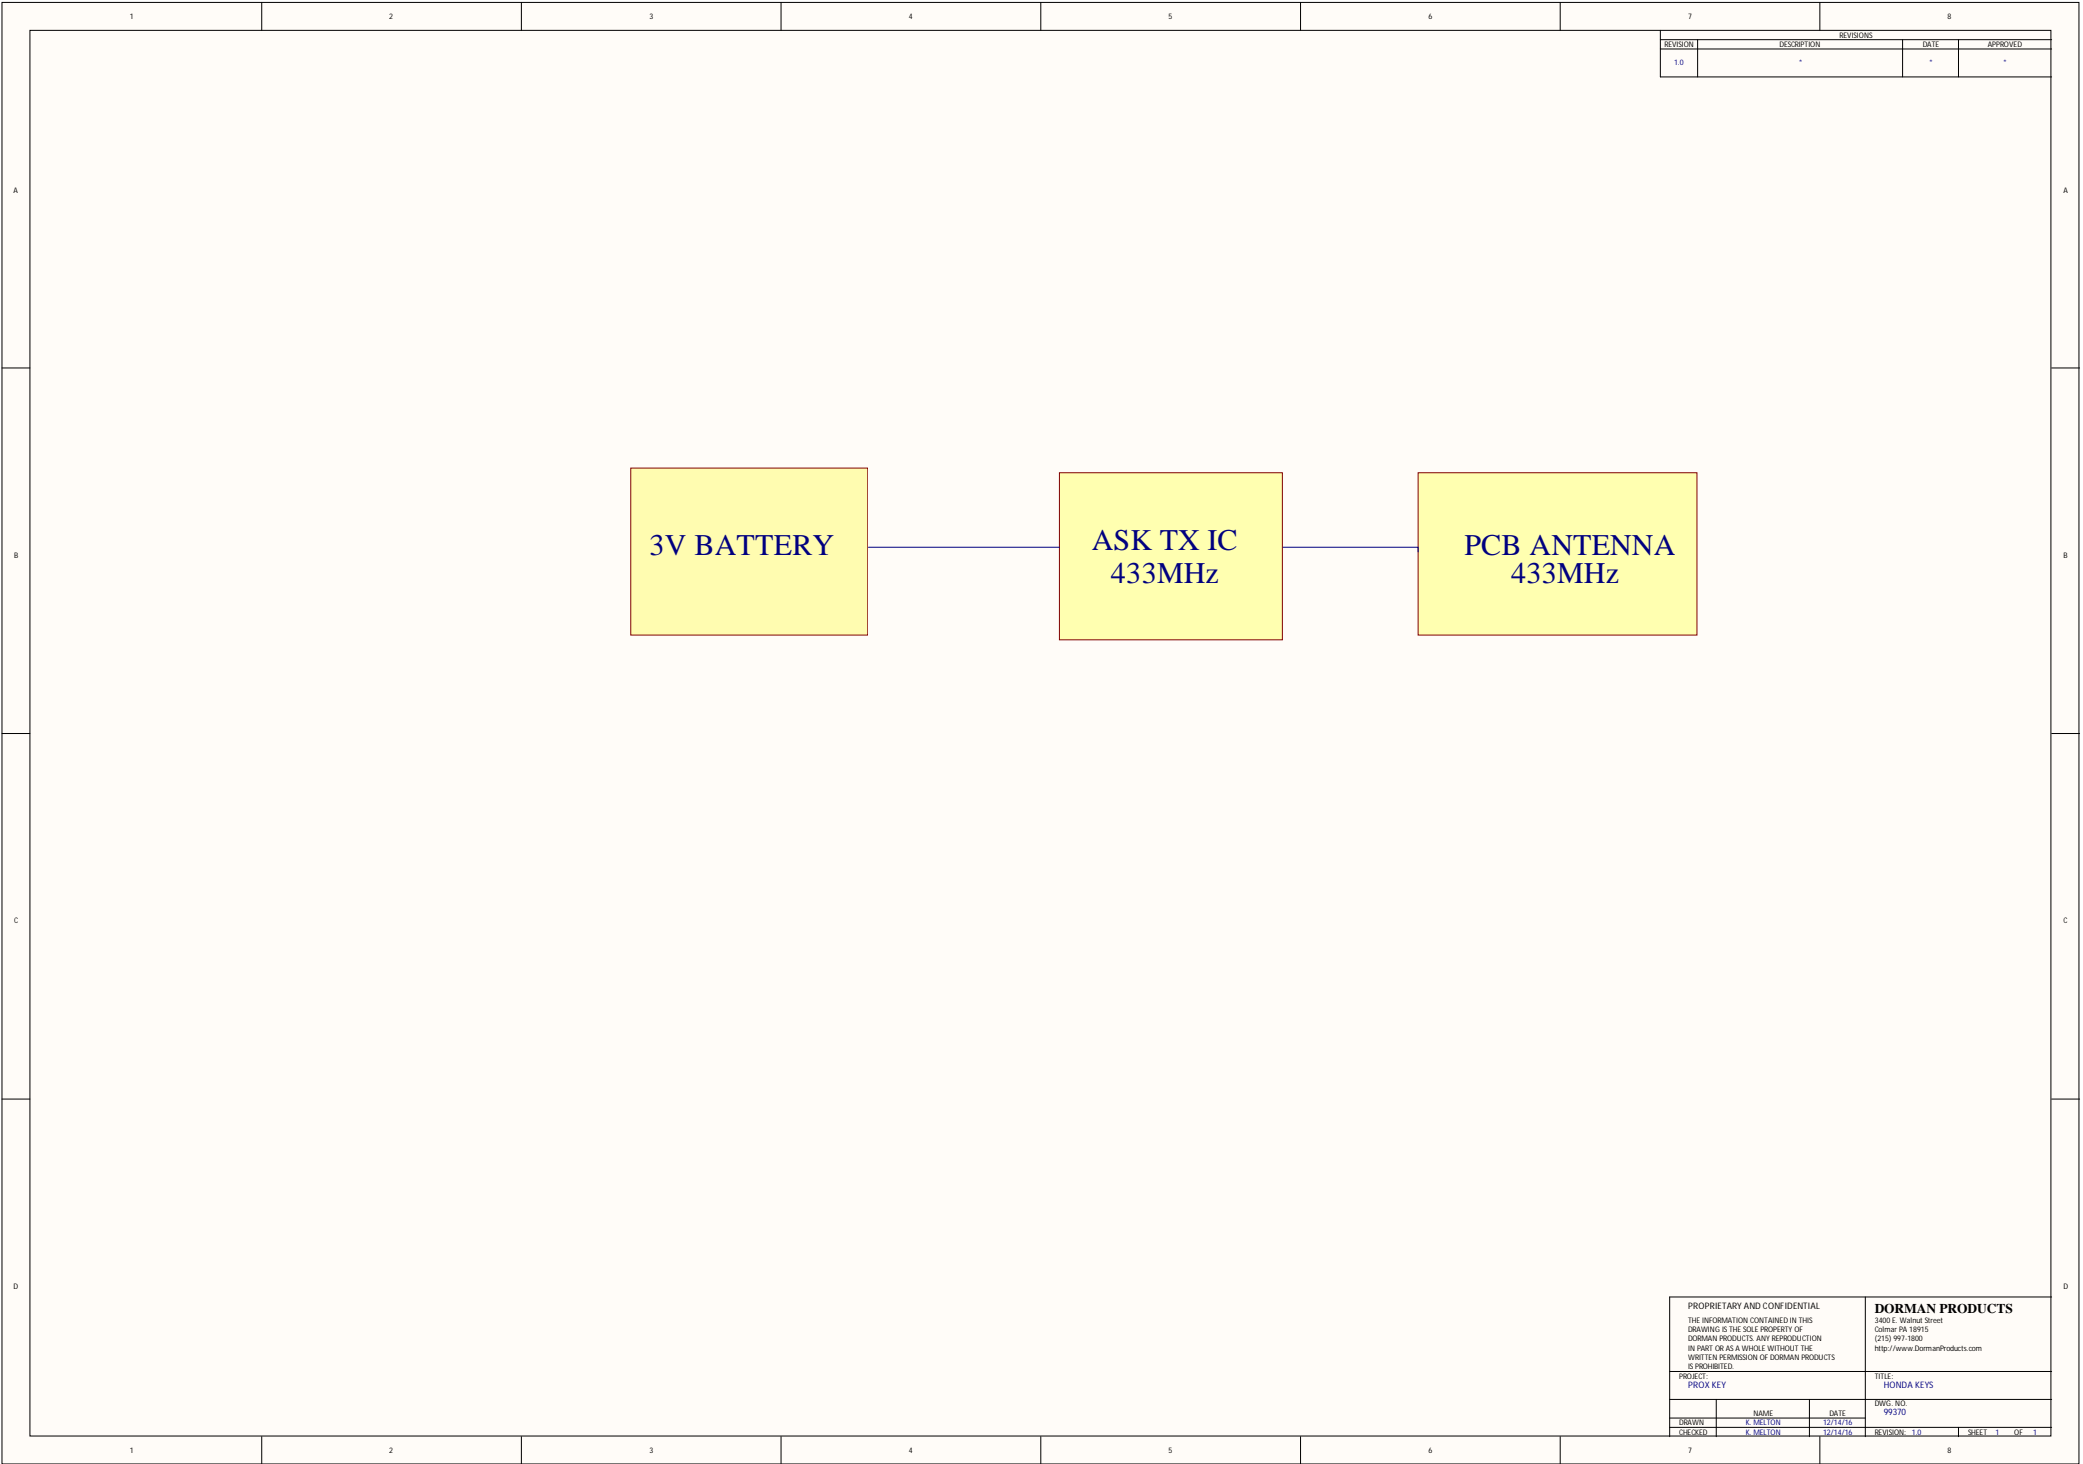 1 2 3 4 5 6 7 8
REVISIONS
REVISION DESCRIPTION DATE APPROVED
1.0 * * *
A A
3V BATTERY
ASK TX IC
433MHz
PCB ANTENNA
433MHz
B B
C C
D D
PROPRIETARY AND CONFIDENTIAL
THE INFORMATION CONTAINED IN THIS
DRAWING IS THE SOLE PROPERTY OF
DORMAN PRODUCTS. ANY REPRODUCTION
IN PART OR AS A WHOLE WITHOUT THE
WRITTEN PERMISSION OF DORMAN PRODUCTS
IS PROHIBITED.
DORMAN PRODUCTS
3400 E. Walnut Street
Colmar PA 18915
(215) 997-1800
http://www.DormanProducts.com
PROJECT:
PROX KEY
TITLE:
HONDA KEYS
NAME DATE
DRAWN K. MELTON 12/14/16
CHECKED K. MELTON 12/14/16
DWG. NO.
99370
REVISION: 1.0 SHEET 1 OF 1
1 2 3 4 5 6 7 8